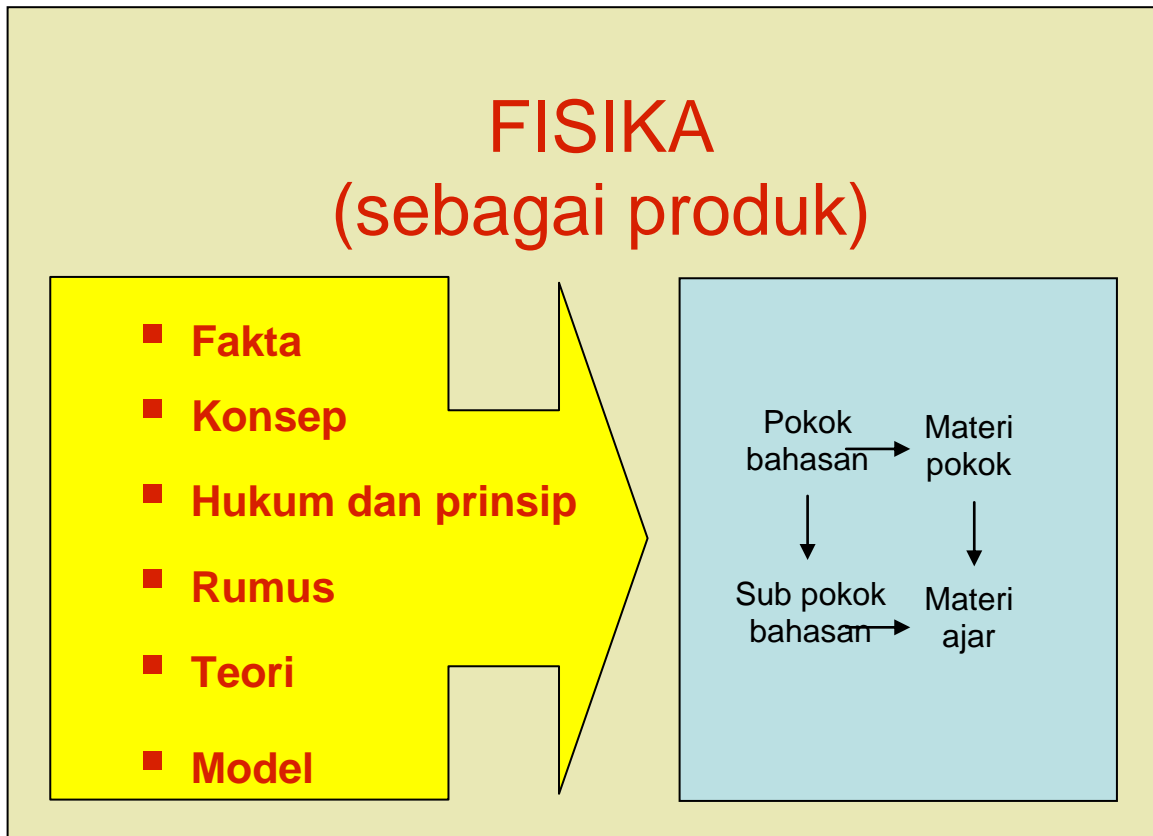 FISIKA
(sebagai produk)
Fakta
Konsep
Hukum dan prinsip
Rumus
Teori
Model
Pokok
bahasan
Materi
pokok
Sub pokok
bahasan
Materi
ajar